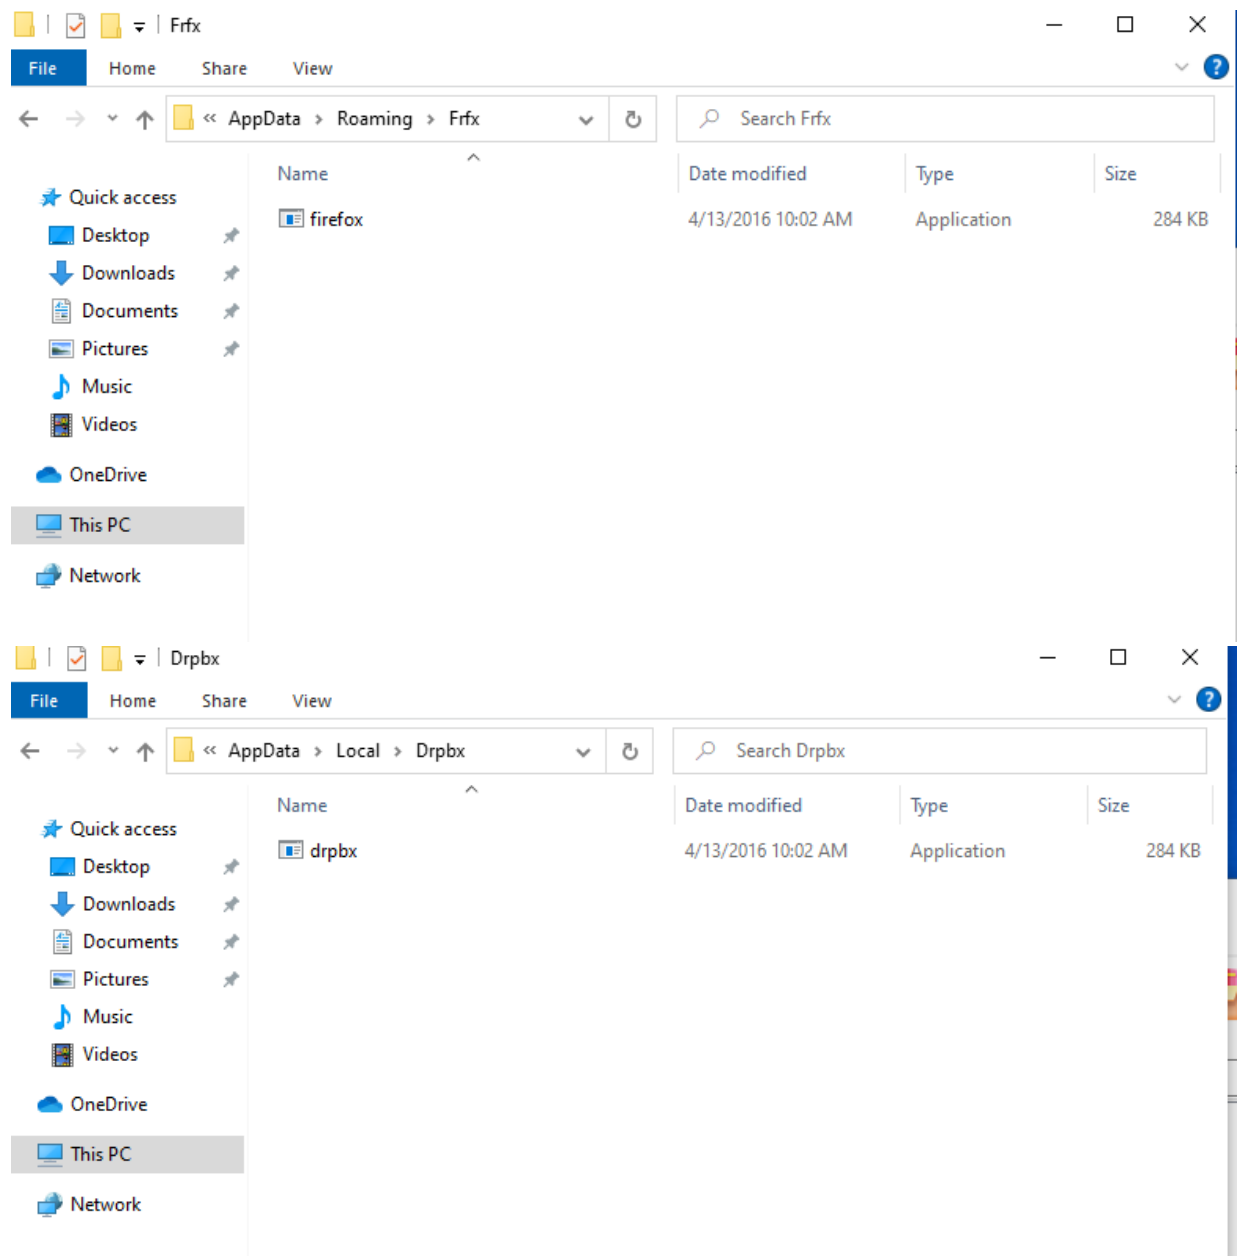 Frfx
File Home Share View ?
« AppData > Roaming > Frfx Search Frfx
Name Date modified Type Size
Quick access
firefox 4/13/2016 10:02 AM Application 284 KB
Desktop
Downloads
Documents
Pictures
Music
Videos
OneDrive
This PC
Network
Drpbx
File Home Share View ?
« AppData > Local > Drpbx Search Drpbx
Name Date modified Type Size
Quick access
drpbx 4/13/2016 10:02 AM Application 284 KB
Desktop
Downloads
Documents
Pictures
Music
Videos
OneDrive
This PC
Network